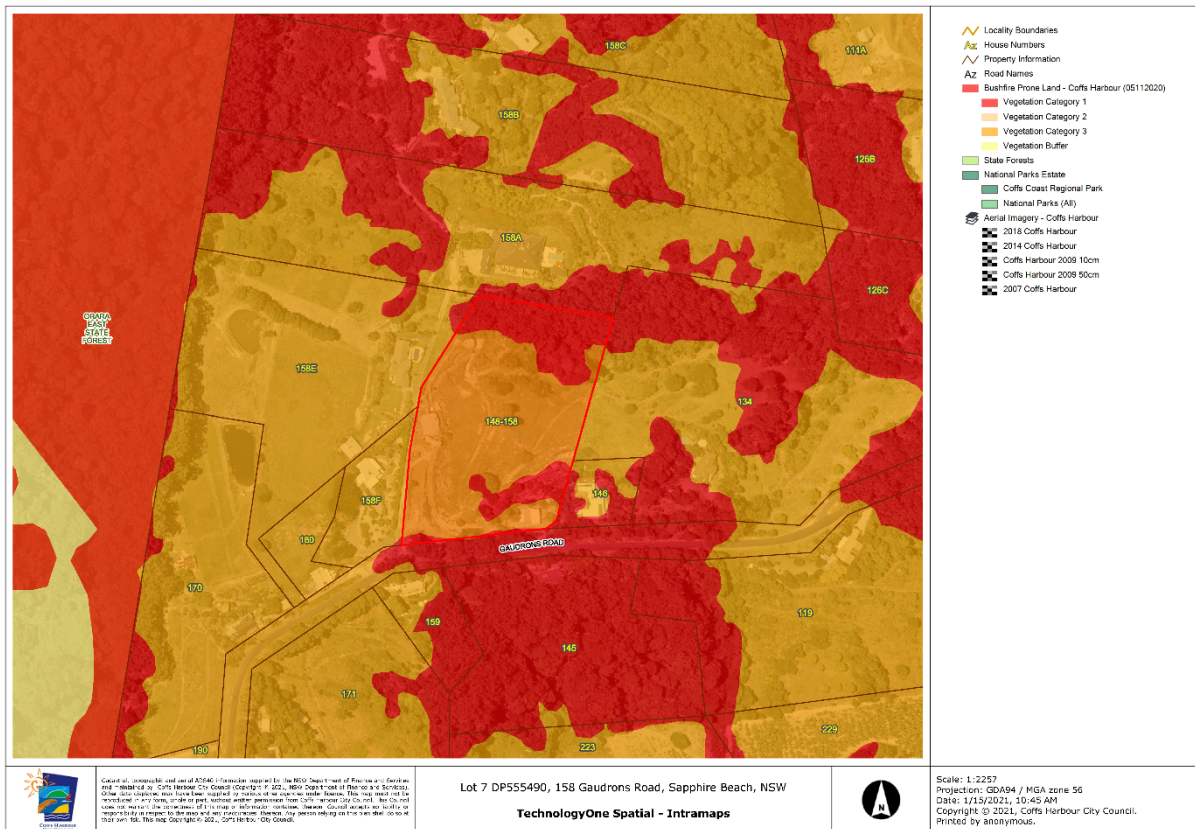 158C
111A
158B
126B
158A
126C
ORARA
EAST
STATE
FOREST
158E
134
148-158
158F
146
160
GAUDRONS ROAD
170
159
145
119
171
190
223
229
Locality Boundaries
Az House Numbers
Property Information
Az Road Names
Bushfire Prone Land - Coffs Harbour (05112020)
Vegetation Category 1
Vegetation Category 2
Vegetation Category 3
Vegetation Buffer
State Forests
National Parks Estate
Coffs Coast Regional Park
National Parks (All)
Aerial Imagery - Coffs Harbour
2018 Coffs Harbour
2014 Coffs Harbour
Coffs Harbour 2009 10cm
Coffs Harbour 2009 50cm
2007 Coffs Harbour
COFFS HARBOUR
Lot 7 DP555490, 158 Gaudrons Road, Sapphire Beach, NSW
TechnologyOne Spatial - Intramaps
N
Scale: 1:2257
Projection: GDA94 / MGA zone 56
Date: 1/15/2021, 10:45 AM
Copyright © 2021, Coffs Harbour City Council.
Printed by anonymous.